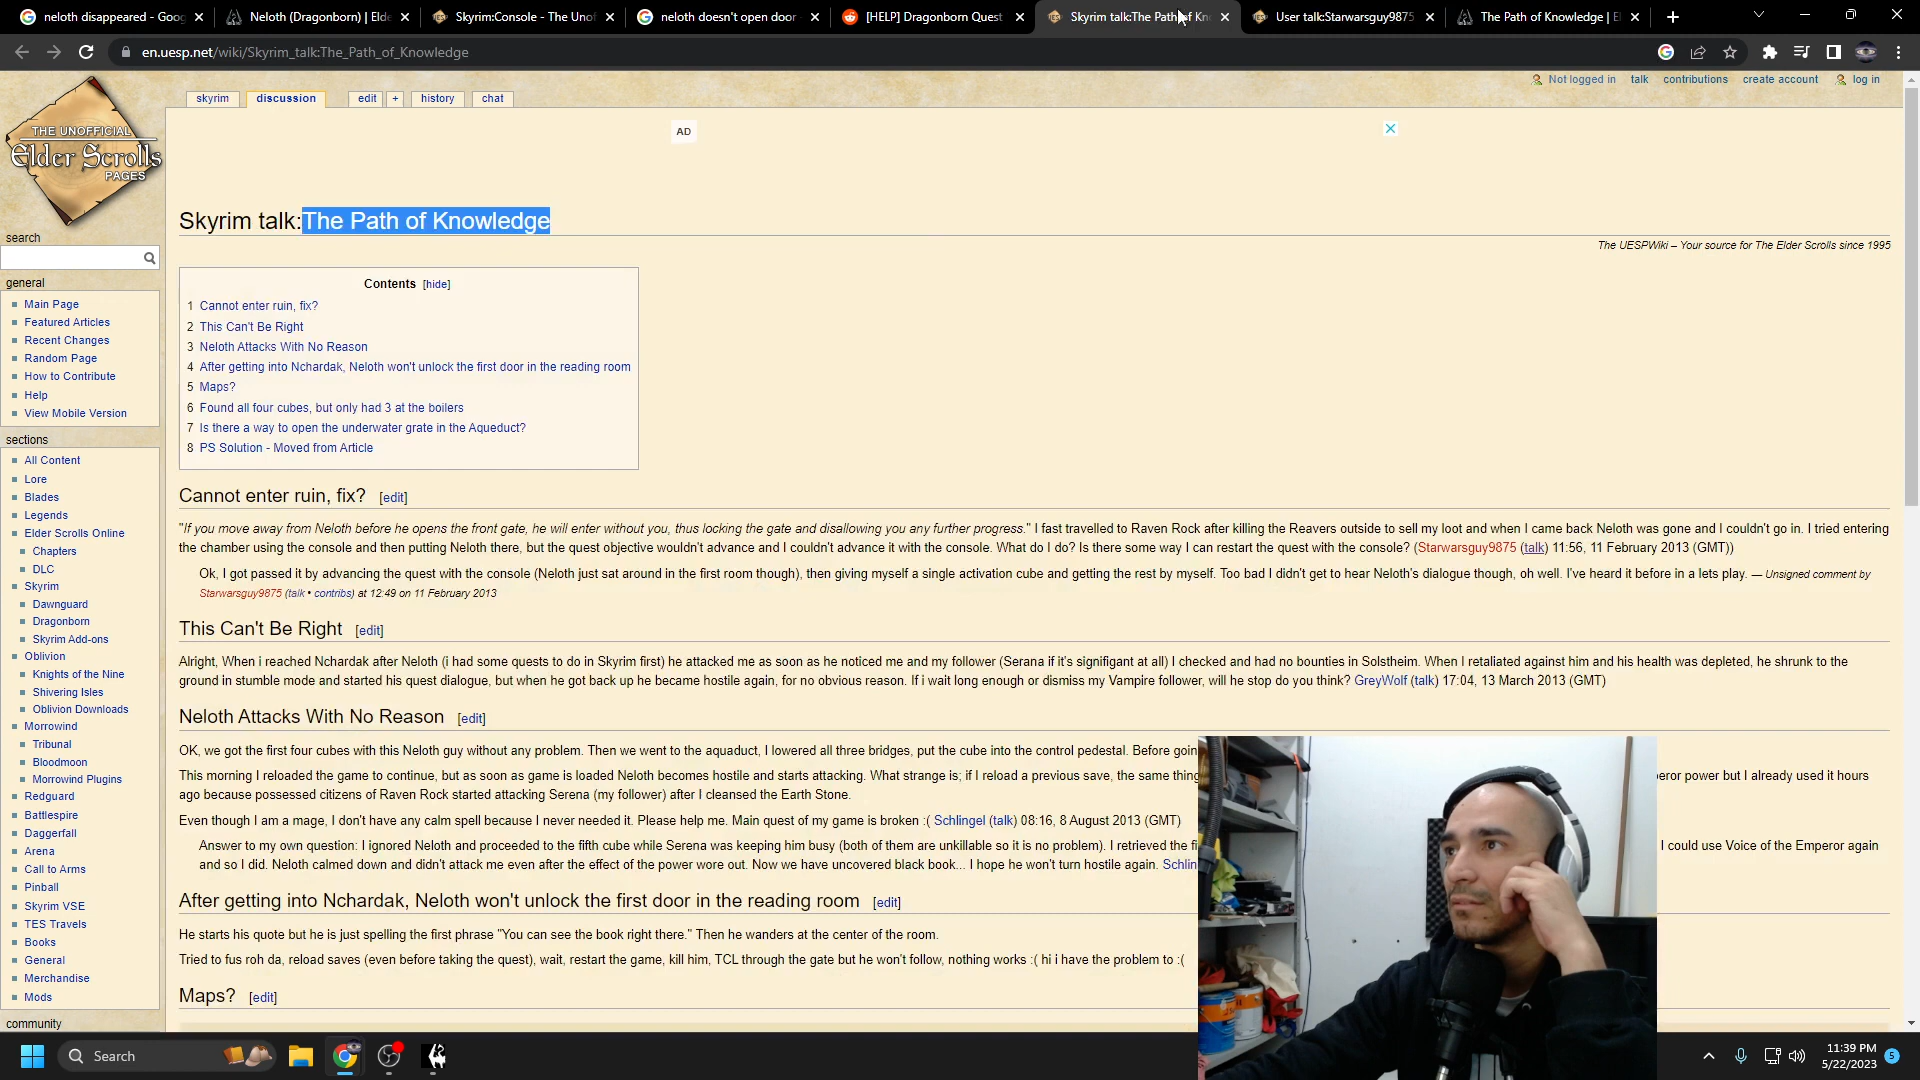 neloth disappeared - Goog
Neloth (Dragonborn) | Elde
Skyrim:Console - The Unof
neloth doesn't open door
[HELP] Dragonborn Quest
Skyrim talk:The Path of Kn
User talk:Starwarsguy9875
The Path of Knowledge | E
en.uesp.net/wiki/Skyrim_talk:The_Path_of_Knowledge
Not logged in talk contributions create account log in
skyrim discussion edit + history chat
AD
THE UNOFFICIAL
Elder Scrolls
PAGES
Skyrim talk:The Path of Knowledge
The UESPWiki – Your source for The Elder Scrolls since 1995
search
general
Main Page
Featured Articles
Recent Changes
Random Page
How to Contribute
Help
View Mobile Version
sections
All Content
Lore
Blades
Legends
Elder Scrolls Online
Chapters
DLC
Skyrim
Dawnguard
Dragonborn
Skyrim Add-ons
Oblivion
Knights of the Nine
Shivering Isles
Oblivion Downloads
Morrowind
Tribunal
Bloodmoon
Morrowind Plugins
Redguard
Battlespire
Daggerfall
Arena
Call to Arms
Pinball
Skyrim VSE
TES Travels
Books
General
Merchandise
Mods
community
Contents [hide]
1 Cannot enter ruin, fix?
2 This Can't Be Right
3 Neloth Attacks With No Reason
4 After getting into Nchardak, Neloth won't unlock the first door in the reading room
5 Maps?
6 Found all four cubes, but only had 3 at the boilers
7 Is there a way to open the underwater grate in the Aqueduct?
8 PS Solution - Moved from Article
Cannot enter ruin, fix? [edit]
"If you move away from Neloth before he opens the front gate, he will enter without you, thus locking the gate and disallowing you any further progress." I fast travelled to Raven Rock after killing the Reavers outside to sell my loot and when I came back Neloth was gone and I couldn't go in. I tried entering
the chamber using the console and then putting Neloth there, but the quest objective wouldn't advance and I couldn't advance it with the console. What do I do? Is there some way I can restart the quest with the console? (Starwarsguy9875 (talk) 11:56, 11 February 2013 (GMT))
Ok, I got passed it by advancing the quest with the console (Neloth just sat around in the first room though), then giving myself a single activation cube and getting the rest by myself. Too bad I didn't get to hear Neloth's dialogue though, oh well. I've heard it before in a lets play. — Unsigned comment by
Starwarsguy9875 (talk • contribs) at 12:49 on 11 February 2013
This Can't Be Right [edit]
Alright, When i reached Nchardak after Neloth (i had some quests to do in Skyrim first) he attacked me as soon as he noticed me and my follower (Serana if it's signifigant at all) I checked and had no bounties in Solstheim. When I retaliated against him and his health was depleted, he shrunk to the
ground in stumble mode and started his quest dialogue, but when he got back up he became hostile again, for no obvious reason. If i wait long enough or dismiss my Vampire follower, will he stop do you think? GreyWolf (talk) 17:04, 13 March 2013 (GMT)
Neloth Attacks With No Reason [edit]
OK, we got the first four cubes with this Neloth guy without any problem. Then we went to the aquaduct, I lowered all three bridges, put the cube into the control pedestal. Before goin
This morning I reloaded the game to continue, but as soon as game is loaded Neloth becomes hostile and starts attacking. What strange is; if I reload a previous save, the same thing eror power but I already used it hours
ago because possessed citizens of Raven Rock started attacking Serena (my follower) after I cleansed the Earth Stone.
Even though I am a mage, I don't have any calm spell because I never needed it. Please help me. Main quest of my game is broken :( Schlingel (talk) 08:16, 8 August 2013 (GMT)
Answer to my own question: I ignored Neloth and proceeded to the fifth cube while Serena was keeping him busy (both of them are unkillable so it is no problem). I retrieved the fi I could use Voice of the Emperor again
and so I did. Neloth calmed down and didn't attack me even after the effect of the power wore out. Now we have uncovered black book... I hope he won't turn hostile again. Schlin
After getting into Nchardak, Neloth won't unlock the first door in the reading room [edit]
He starts his quote but he is just spelling the first phrase "You can see the book right there." Then he wanders at the center of the room.
Tried to fus roh da, reload saves (even before taking the quest), wait, restart the game, kill him, TCL through the gate but he won't follow, nothing works :( hi i have the problem to :(
Maps? [edit]
Search
11:39 PM
5/22/2023
5